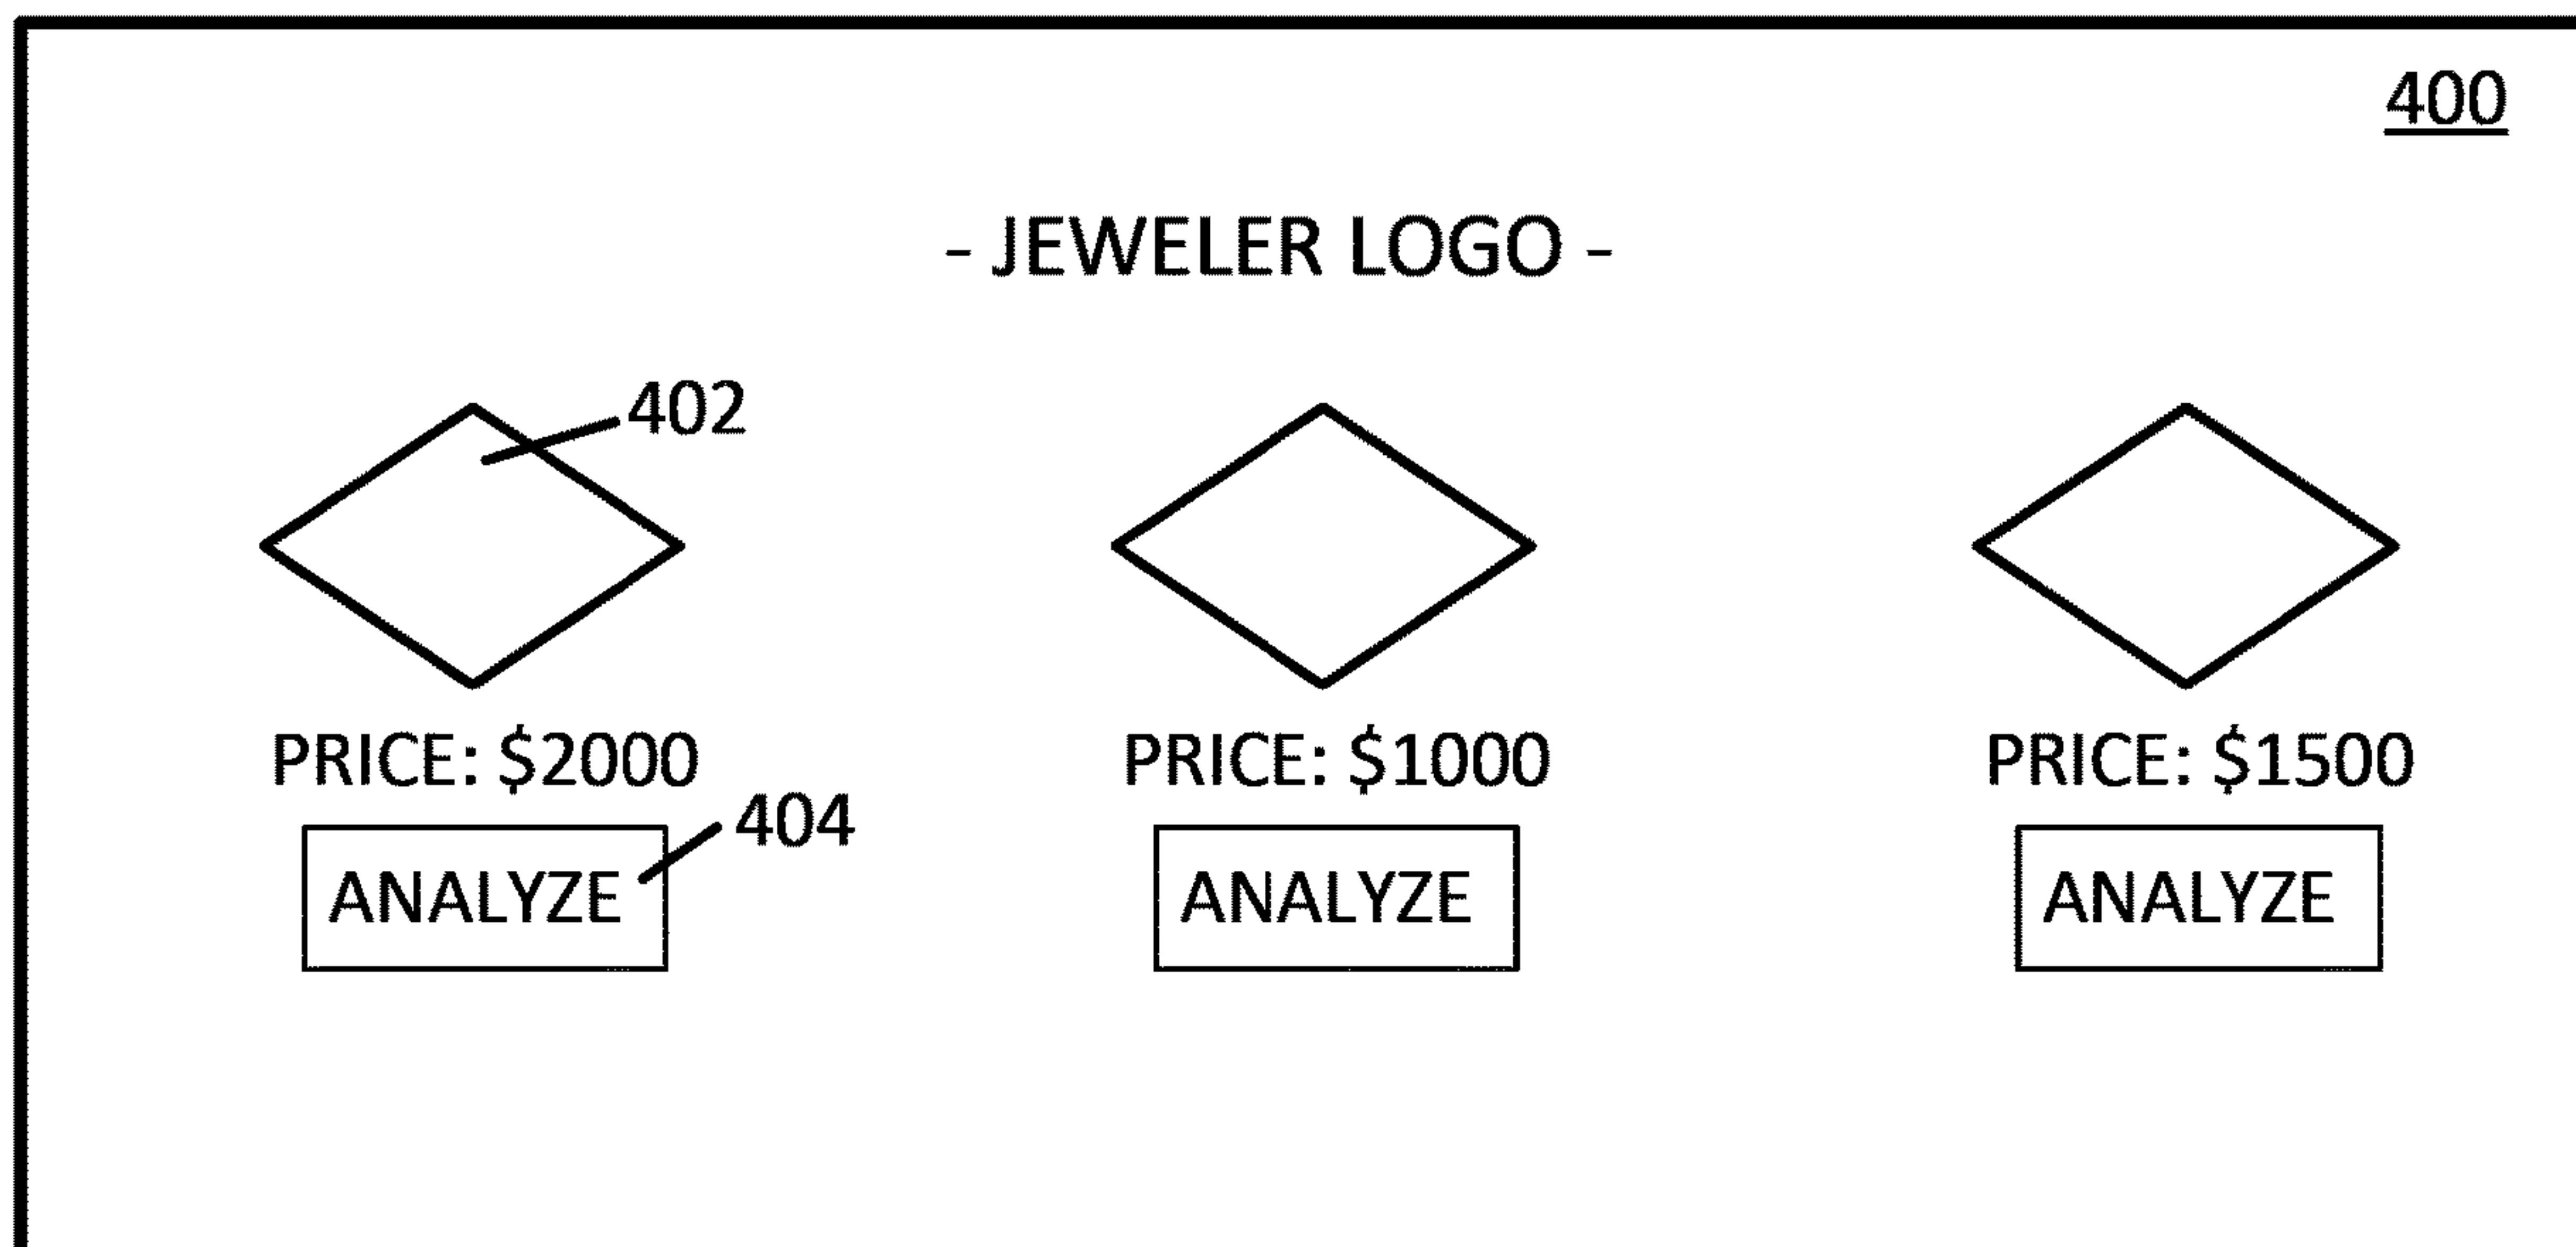 400
- JEWELER LOGO -
402
PRICE: $2000 PRICE: $1000 PRICE: $1500
404
ANALYZE ANALYZE ANALYZE